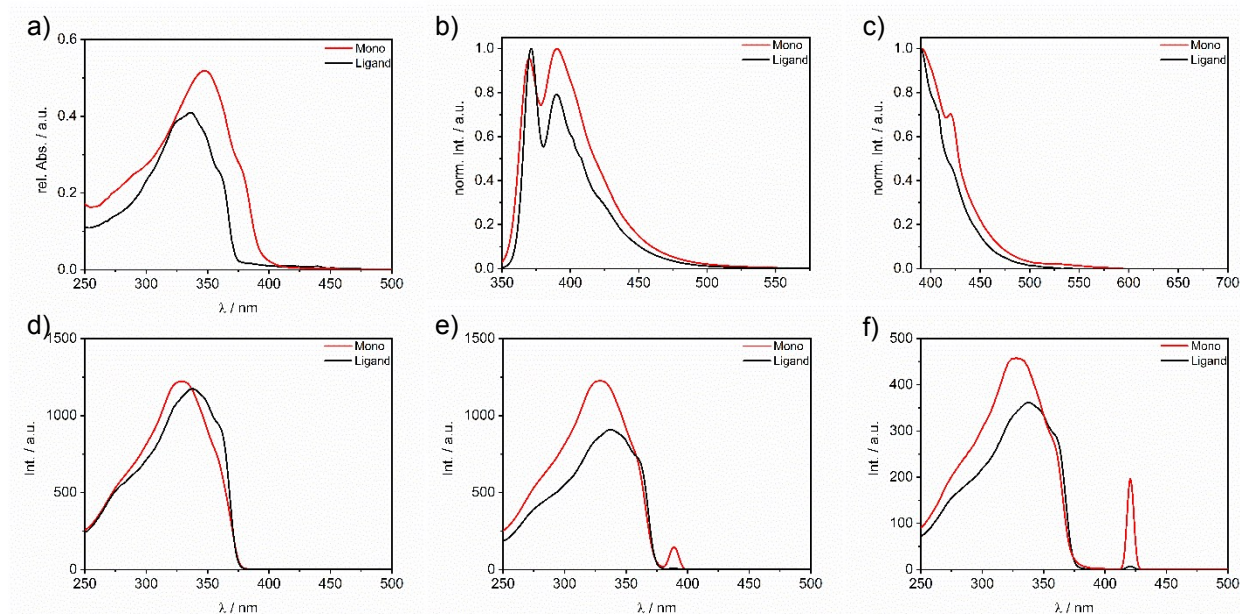 a)
0.6
0.4
0.2
0.0
rel. Abs. / a.u.
Mono
Ligand
250 300 350 400 450 500
λ / nm
b)
1.0
0.8
0.6
0.4
0.2
0.0
norm. Int. / a.u.
Mono
Ligand
350 400 450 500 550
c)
1.0
0.8
0.6
0.4
0.2
0.0
norm. Int. / a.u.
Mono
Ligand
400 450 500 550 600 650 700
d)
1500
1000
500
0
Int. / a.u.
Mono
Ligand
250 300 350 400 450 500
λ / nm
e)
1500
1000
500
0
Int. / a.u.
Mono
Ligand
250 300 350 400 450 500
λ / nm
f)
500
400
300
200
100
0
Int. / a.u.
Mono
Ligand
250 300 350 400 450 500
λ / nm